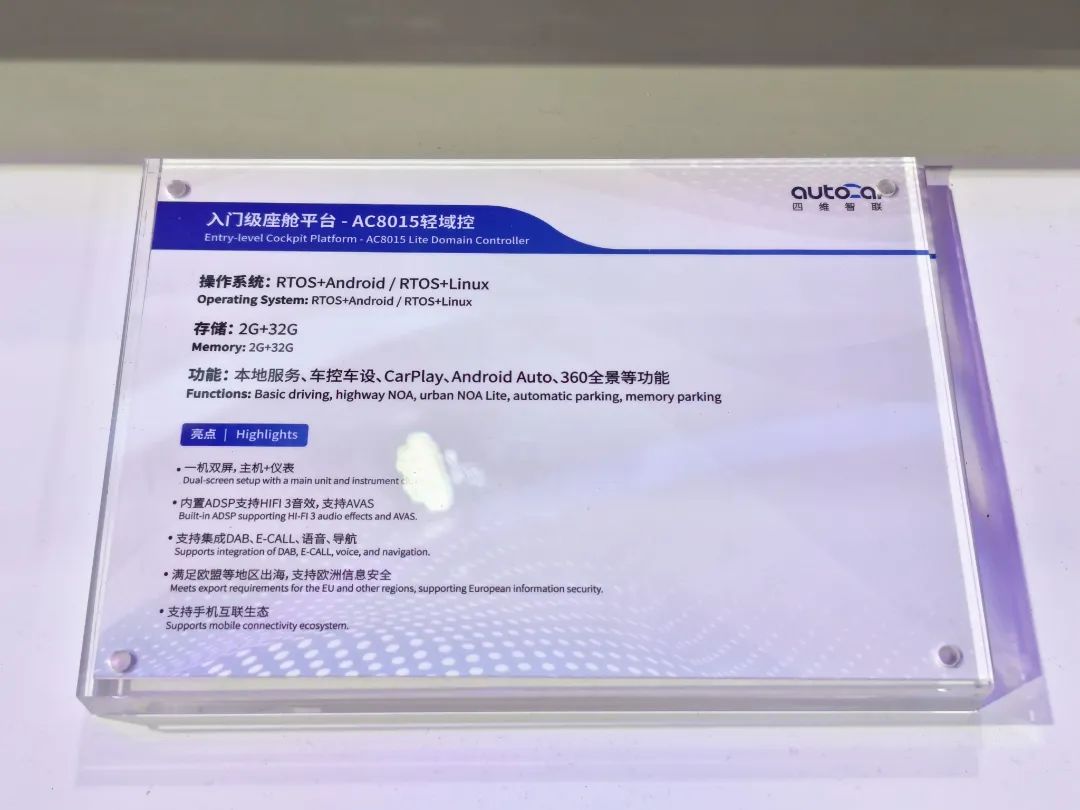 autoai
四维智联
入门级座舱平台 - AC8015轻域控
Entry-level Cockpit Platform - AC8015 Lite Domain Controller
操作系统：RTOS+Android / RTOS+Linux
Operating System: RTOS+Android / RTOS+Linux
存储：2G+32G
Memory: 2G+32G
功能：本地服务、车控车设、CarPlay、Android Auto、360全景等功能
Functions: Basic driving, highway NOA, urban NOA Lite, automatic parking, memory parking
亮点 | Highlights
• 一机双屏，主机+仪表
Dual-screen setup with a main unit and instrument
• 内置ADSP支持HIFI 3音效，支持AVAS
Built-in ADSP supporting HI-FI 3 audio effects and AVAS.
• 支持集成DAB、E-CALL、语音、导航
Supports integration of DAB, E-CALL, voice, and navigation.
• 满足欧盟等地区出海，支持欧洲信息安全
Meets export requirements for the EU and other regions, supporting European information security.
• 支持手机互联生态
Supports mobile connectivity ecosystem.